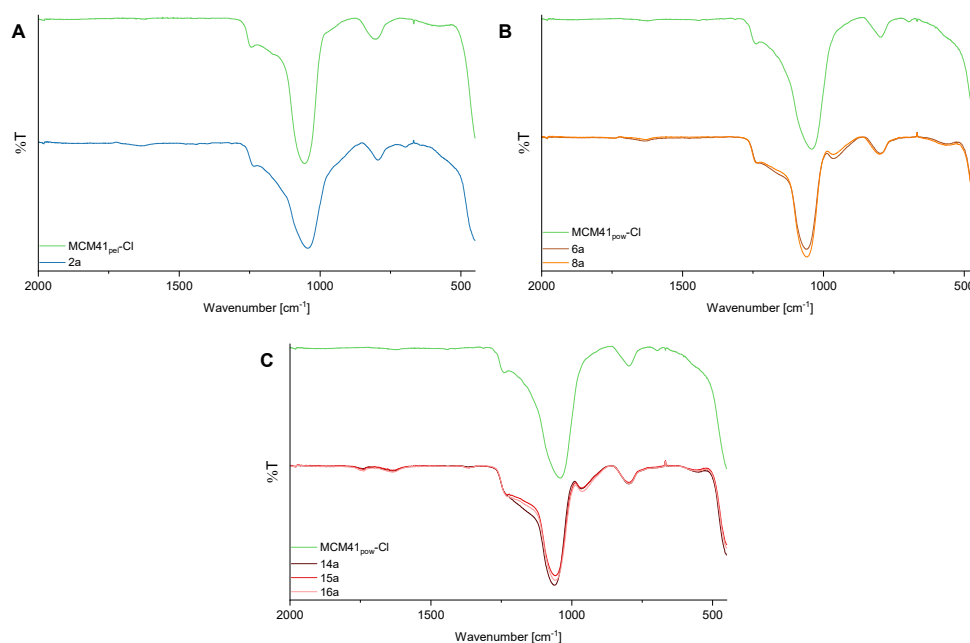 A
%T
MCM41pel-Cl
2a
2000
1500
1000
500
Wavenumber [cm-1]
B
%T
MCM41pow-Cl
6a
8a
2000
1500
1000
500
Wavenumber [cm-1]
C
%T
MCM41pow-Cl
14a
15a
16a
2000
1500
1000
500
Wavenumber [cm-1]